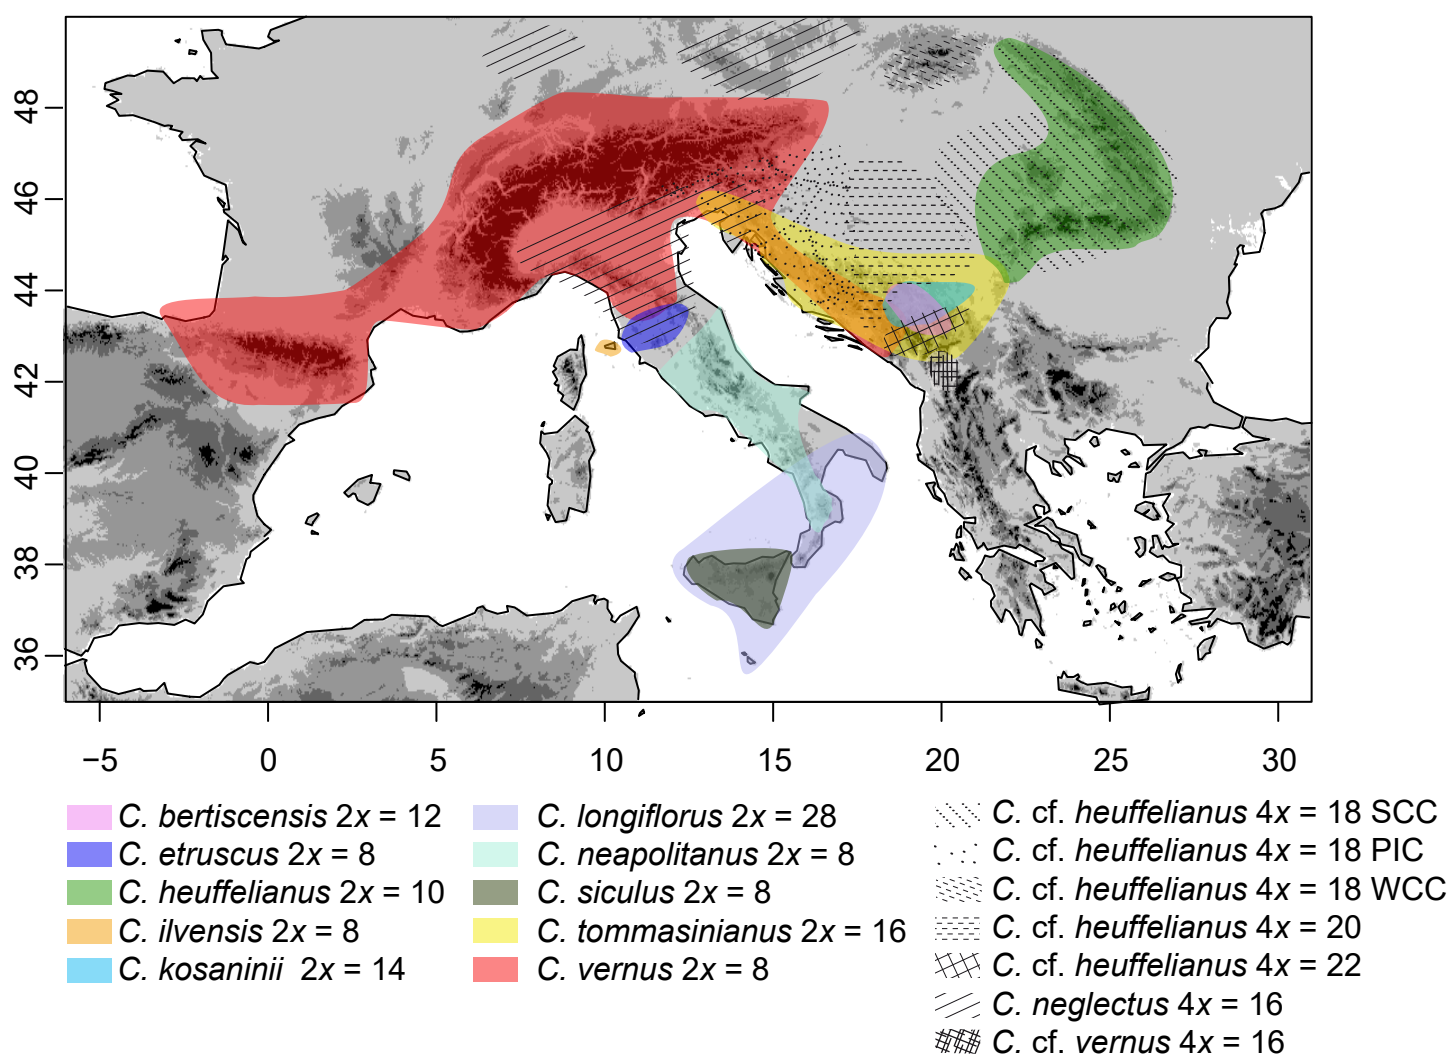 48
46
44
42
40
38
36
−5 0 5 10 15 20 25 30
C. bertiscensis 2x = 12
C. etruscus 2x = 8
C. heuffelianus 2x = 10
C. ilvensis 2x = 8
C. kosaninii 2x = 14
C. longiflorus 2x = 28
C. neapolitanus 2x = 8
C. siculus 2x = 8
C. tommasinianus 2x = 16
C. vernus 2x = 8
C. cf. heuffelianus 4x = 18 SCC
C. cf. heuffelianus 4x = 18 PIC
C. cf. heuffelianus 4x = 18 WCC
C. cf. heuffelianus 4x = 20
C. cf. heuffelianus 4x = 22
C. neglectus 4x = 16
C. cf. vernus 4x = 16